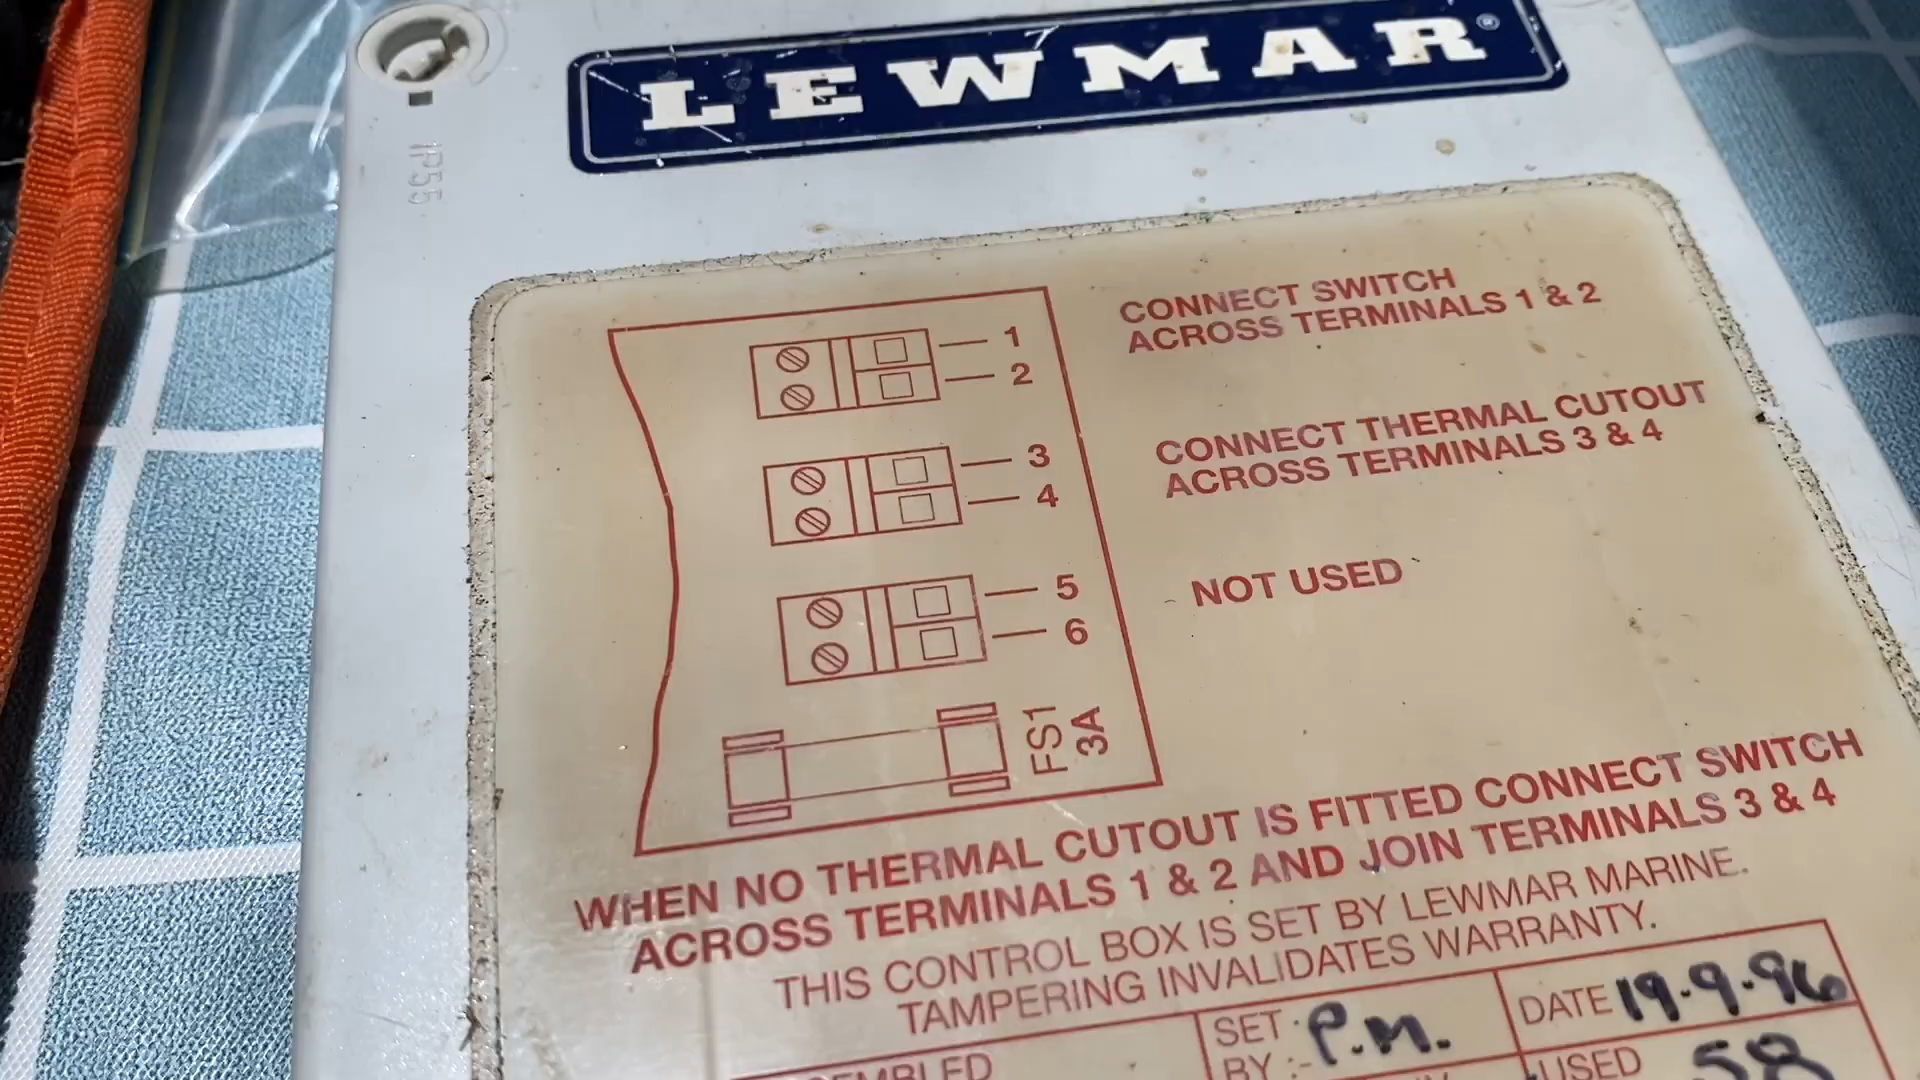 LEWMAR®
IP55
1
2
CONNECT SWITCH
ACROSS TERMINALS 1 & 2
3
4
CONNECT THERMAL CUTOUT
ACROSS TERMINALS 3 & 4
5
6
NOT USED
FS1
3A
WHEN NO THERMAL CUTOUT IS FITTED CONNECT SWITCH
ACROSS TERMINALS 1 & 2 AND JOIN TERMINALS 3 & 4
THIS CONTROL BOX IS SET BY LEWMAR MARINE.
TAMPERING INVALIDATES WARRANTY.
SET
BY :- P.M.
DATE 19.9.96
USED 58